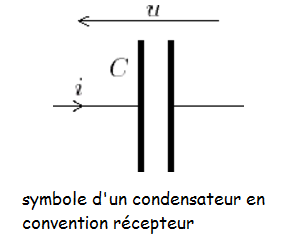 u
C
i
symbole d'un condensateur en
convention récepteur